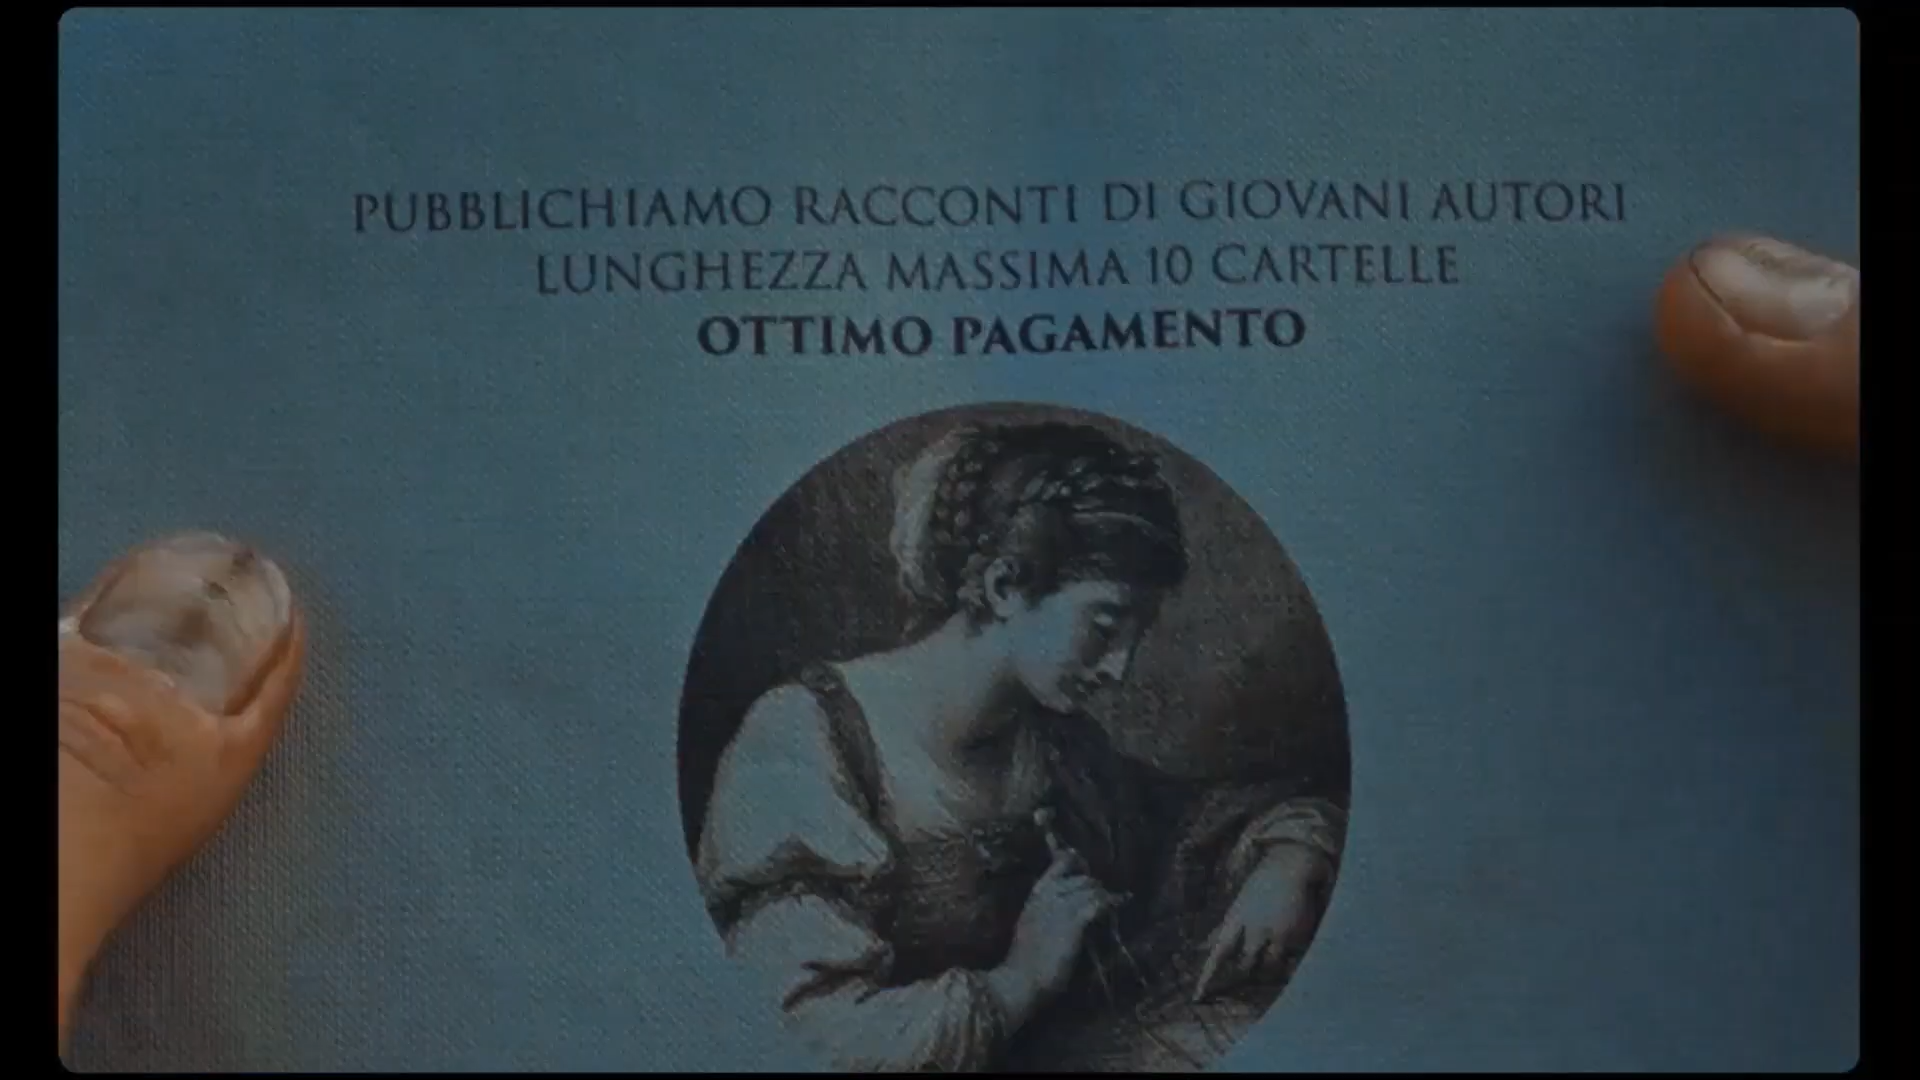 PUBBLICHIAMO RACCONTI DI GIOVANI AUTORI
LUNGHEZZA MASSIMA 10 CARTELLE
OTTIMO PAGAMENTO